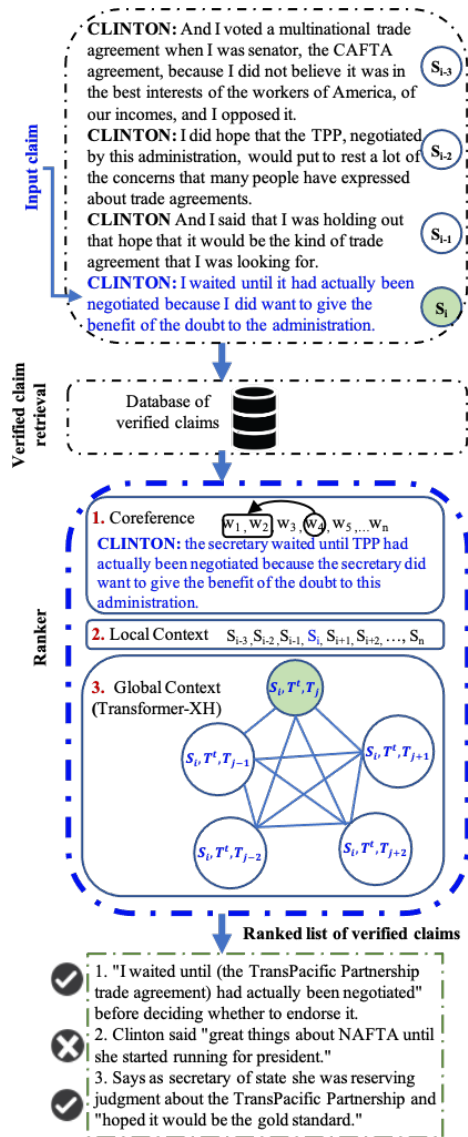 CLINTON: And I voted a multinational trade
agreement when I was senator, the CAFTA
agreement, because I did not believe it was in
the best interests of the workers of America, of
our incomes, and I opposed it.
S_{i-3}
CLINTON: I did hope that the TPP, negotiated
by this administration, would put to rest a lot of
the concerns that many people have expressed
about trade agreements.
S_{i-2}
CLINTON And I said that I was holding out
that hope that it would be the kind of trade
agreement that I was looking for.
S_{i-1}
Input claim
CLINTON: I waited until it had actually been
negotiated because I did want to give the
benefit of the doubt to the administration.
S_i
Verified claim
retrieval
Database of
verified claims
Ranker
1. Coreference
w_1, w_2, w_3, w_4, w_5,...w_n
CLINTON: the secretary waited until TPP had
actually been negotiated because the secretary did
want to give the benefit of the doubt to this
administration.
2. Local Context S_{i-3}, S_{i-2}, S_{i-1}, S_i, S_{i+1}, S_{i+2}, ..., S_n
3. Global Context
(Transformer-XH)
S_i, T^t, T_j
S_i, T^t, T_{j-1}
S_i, T^t, T_{j+1}
S_i, T^t, T_{j-2}
S_i, T^t, T_{j+2}
Ranked list of verified claims
1. "I waited until (the TransPacific Partnership
trade agreement) had actually been negotiated"
before deciding whether to endorse it.
2. Clinton said "great things about NAFTA until
she started running for president."
3. Says as secretary of state she was reserving
judgment about the TransPacific Partnership and
"hoped it would be the gold standard."